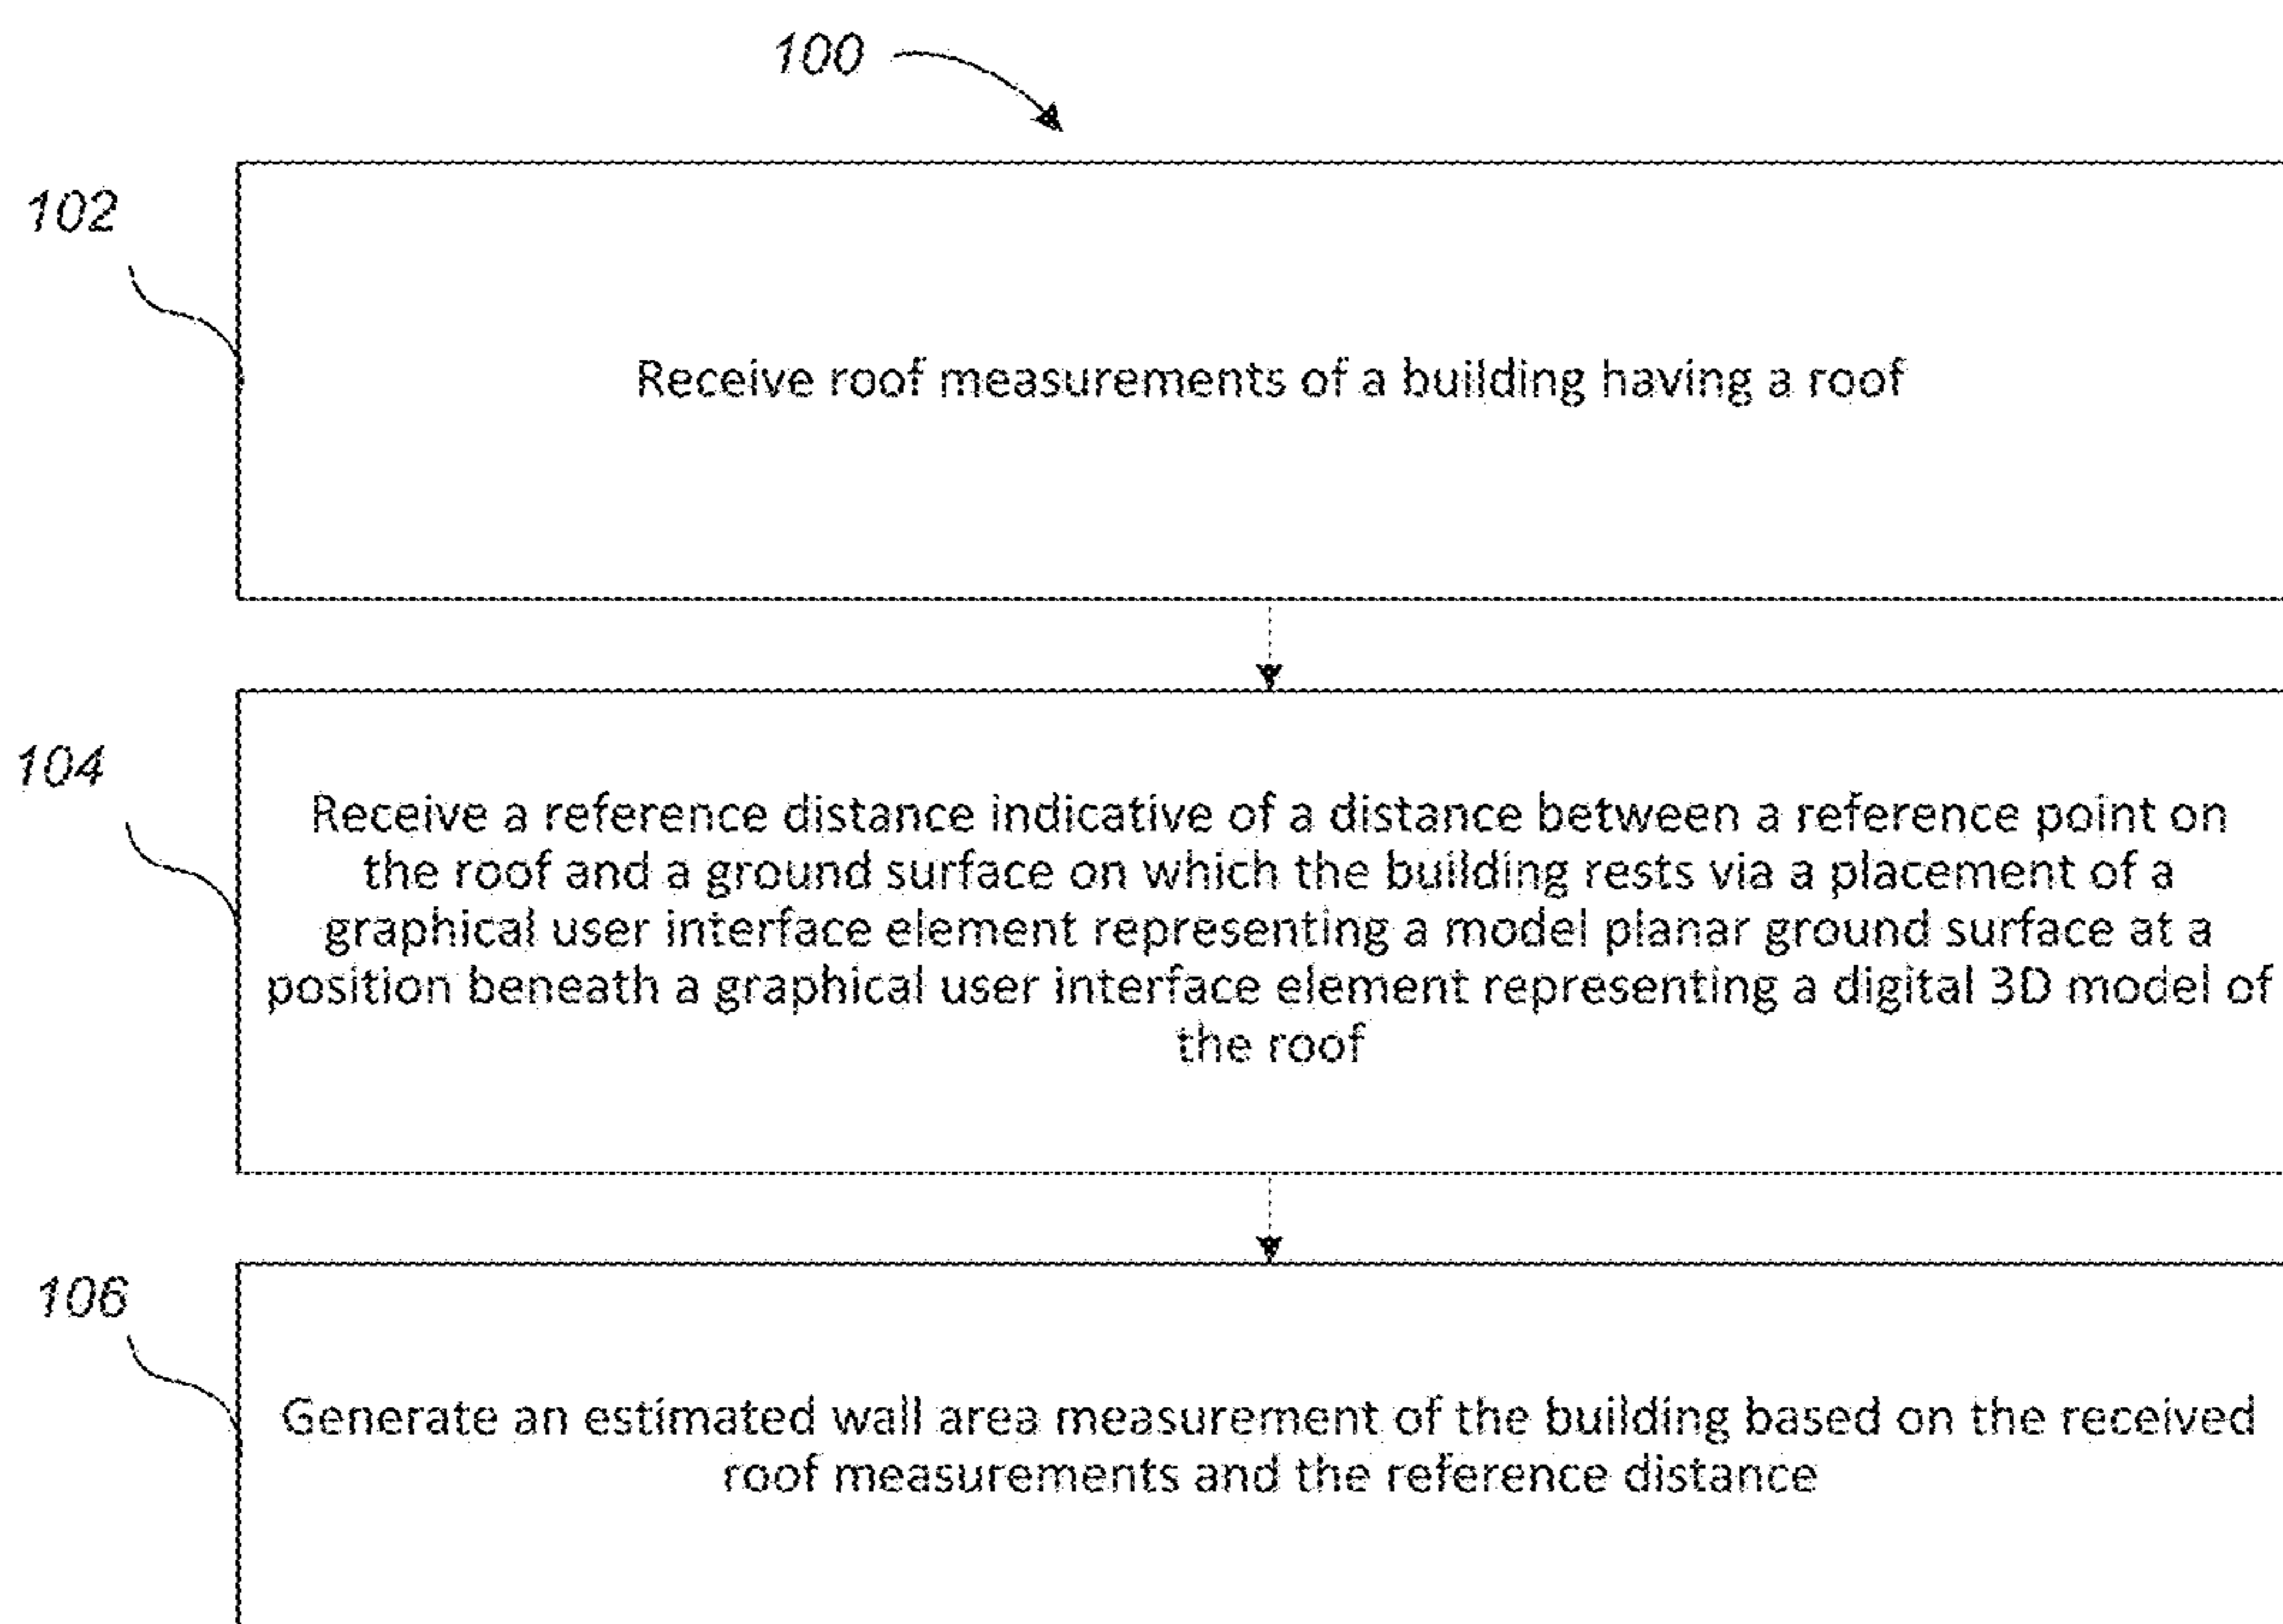 100
102
Receive roof measurements of a building having a roof
104
Receive a reference distance indicative of a distance between a reference point on
the roof and a ground surface on which the building rests via a placement of a
graphical user interface element representing a model planar ground surface at a
position beneath a graphical user interface element representing a digital 3D model of
the roof
106
Generate an estimated wall area measurement of the building based on the received
roof measurements and the reference distance